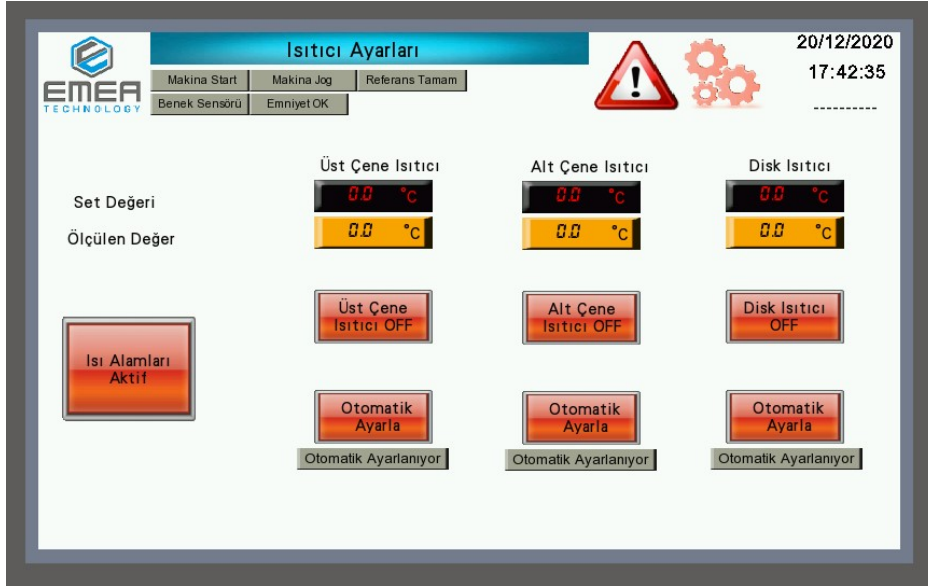 Isıtıcı Ayarları
20/12/2020
17:42:35
EMEA
TECHNOLOGY
Makina Start
Makina Jog
Referans Tamam
Benek Sensörü
Emniyet OK
----------
Üst Çene Isıtıcı
Alt Çene Isıtıcı
Disk Isıtıcı
Set Değeri
0.0 °C
0.0 °C
0.0 °C
Ölçülen Değer
0.0 °C
0.0 °C
0.0 °C
Üst Çene
Isıtıcı OFF
Alt Çene
Isıtıcı OFF
Disk Isıtıcı
OFF
Isı Alamları
Aktif
Otomatik
Ayarla
Otomatik
Ayarla
Otomatik
Ayarla
Otomatik Ayarlanıyor
Otomatik Ayarlanıyor
Otomatik Ayarlanıyor